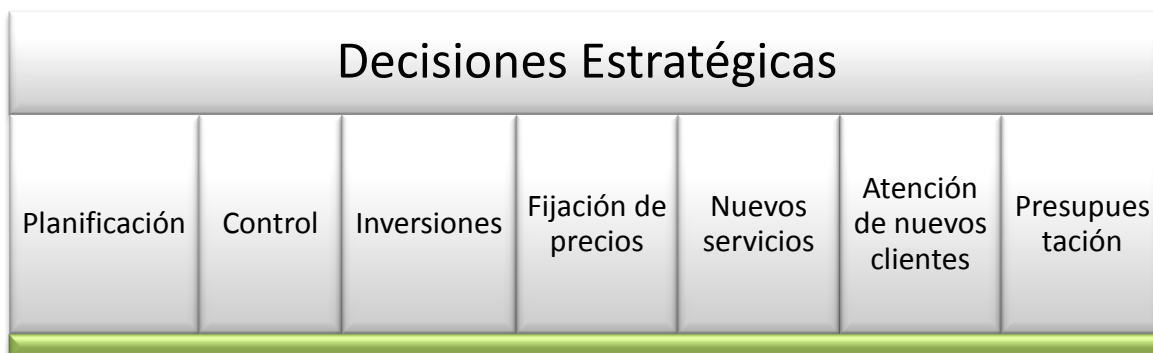 Decisiones Estratégicas
Planificación
Control
Inversiones
Fijación de
precios
Nuevos
servicios
Atención
de nuevos
clientes
Presupues
tación